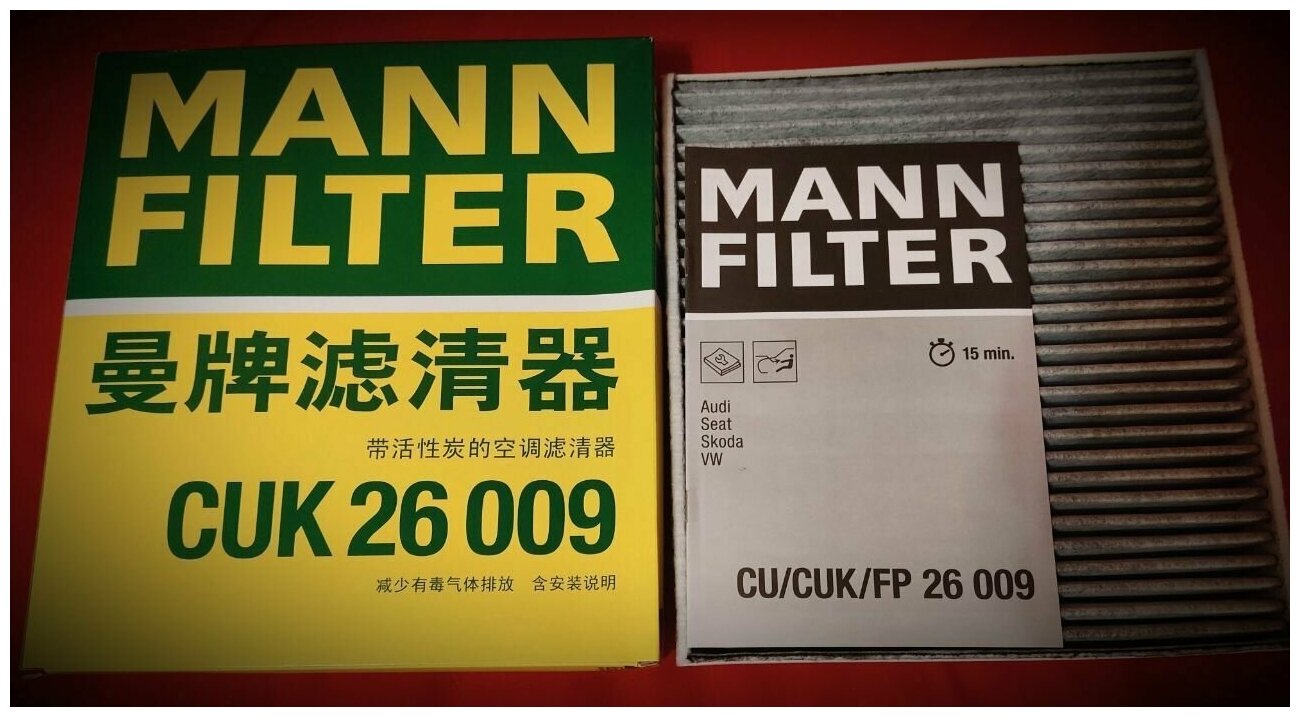 MANN
FILTER
曼牌滤清器
带活性炭的空调滤清器
CUK 26 009
减少有毒气体排放 含安装说明
MANN
FILTER
15 min.
Audi
Seat
Skoda
VW
CU/CUK/FP 26 009